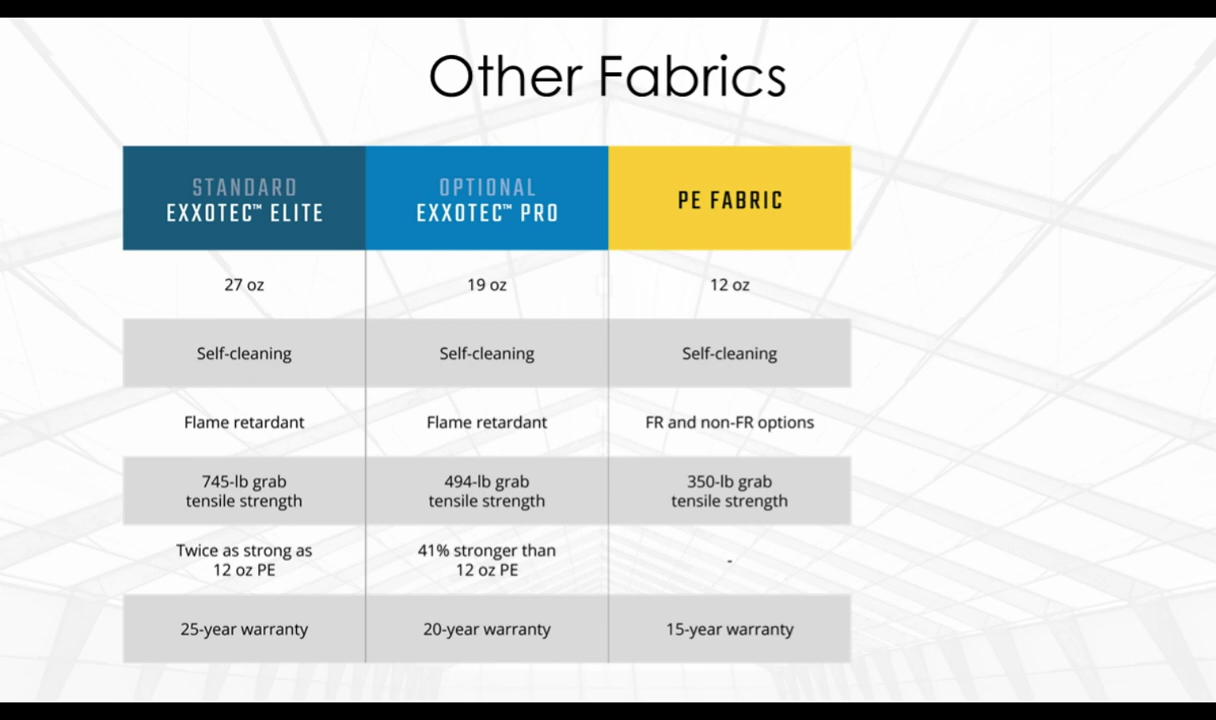 Other Fabrics
STANDARD
EXXOTEC™ ELITE
OPTIONAL
EXXOTEC™ PRO
PE FABRIC
27 oz
19 oz
12 oz
Self-cleaning
Self-cleaning
Self-cleaning
Flame retardant
Flame retardant
FR and non-FR options
745-lb grab
tensile strength
494-lb grab
tensile strength
350-lb grab
tensile strength
Twice as strong as
12 oz PE
41% stronger than
12 oz PE
-
25-year warranty
20-year warranty
15-year warranty